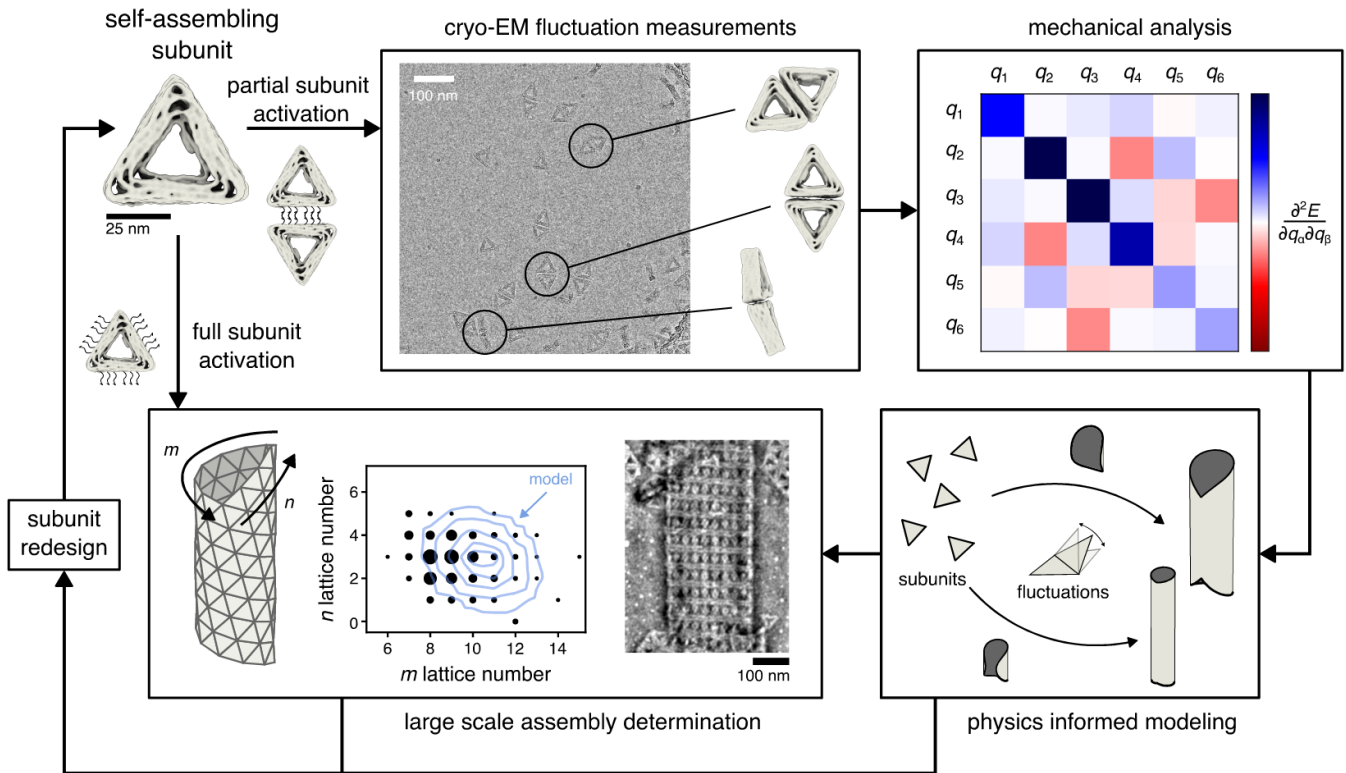 self-assembling
subunit
25 nm
partial subunit
activation
full subunit
activation
cryo-EM fluctuation measurements
100 nm
mechanical analysis
q1 q2 q3 q4 q5 q6
q1
q2
q3
q4
q5
q6
∂²E
∂qα∂qβ
subunit
redesign
m
n
n lattice number
6
4
2
0
6 8 10 12 14
m lattice number
model
100 nm
large scale assembly determination
subunits
fluctuations
physics informed modeling